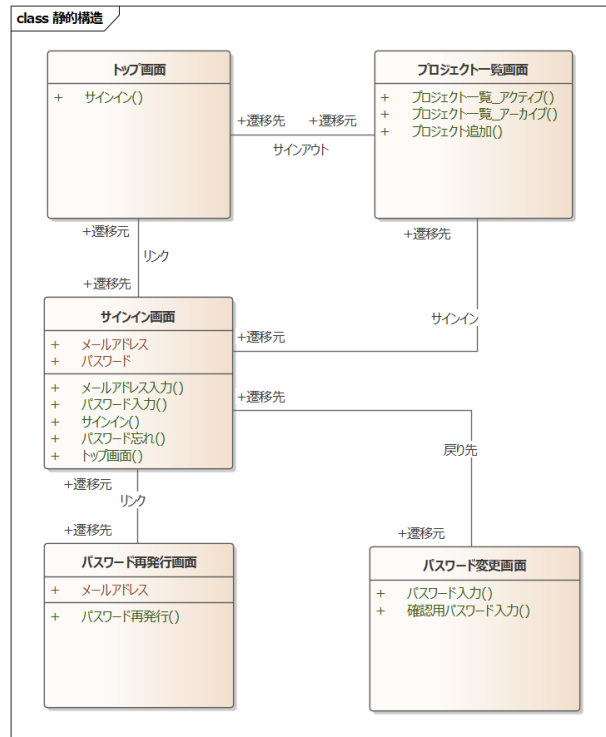 class 静的構造
トップ画面
+ サインイン()
プロジェクト一覧画面
+ プロジェクト一覧_アクティブ()
+ プロジェクト一覧_アーカイブ()
+ プロジェクト追加()
+遷移先
+遷移元
サインアウト
+遷移元
リンク
+遷移先
+遷移先
サインイン
+遷移元
サインイン画面
+ メールアドレス
+ パスワード
+ メールアドレス入力()
+ パスワード入力()
+ サインイン()
+ パスワード忘れ()
+ トップ画面()
+遷移先
戻り先
+遷移元
+遷移元
リンク
+遷移先
パスワード再発行画面
+ メールアドレス
+ パスワード再発行()
パスワード変更画面
+ パスワード入力()
+ 確認用パスワード入力()